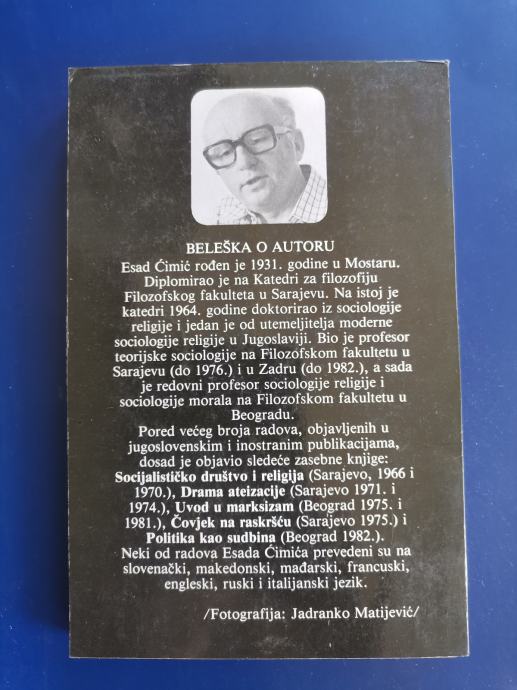 BELEŠKA O AUTORU
Esad Ćimić rođen je 1931. godine u Mostaru.
Diplomirao je na Katedri za filozofiju
Filozofskog fakulteta u Sarajevu. Na istoj je
katedri 1964. godine doktorirao iz sociologije
religije i jedan je od utemeljitelja moderne
sociologije religije u Jugoslaviji. Bio je profesor
teorijske sociologije na Filozofskom fakultetu u
Sarajevu (do 1976.) i u Zadru (do 1982.), a sada
je redovni profesor sociologije religije i
sociologije morala na Filozofskom fakultetu u
Beogradu.
Pored većeg broja radova, objavljenih u
jugoslovenskim i inostranim publikacijama,
dosad je objavio sledeće zasebne knjige:
Socijalističko društvo i religija (Sarajevo, 1966 i
1970.), Drama ateizacije (Sarajevo 1971. i
1974.), Uvod u marksizam (Beograd 1975. i
1981.), Čovjek na raskršću (Sarajevo 1975.) i
Politika kao sudbina (Beograd 1982.).
Neki od radova Esada Ćimića prevedeni su na
slovenački, makedonski, mađarski, francuski,
engleski, ruski i italijanski jezik.
/Fotografija: Jadranko Matijević/